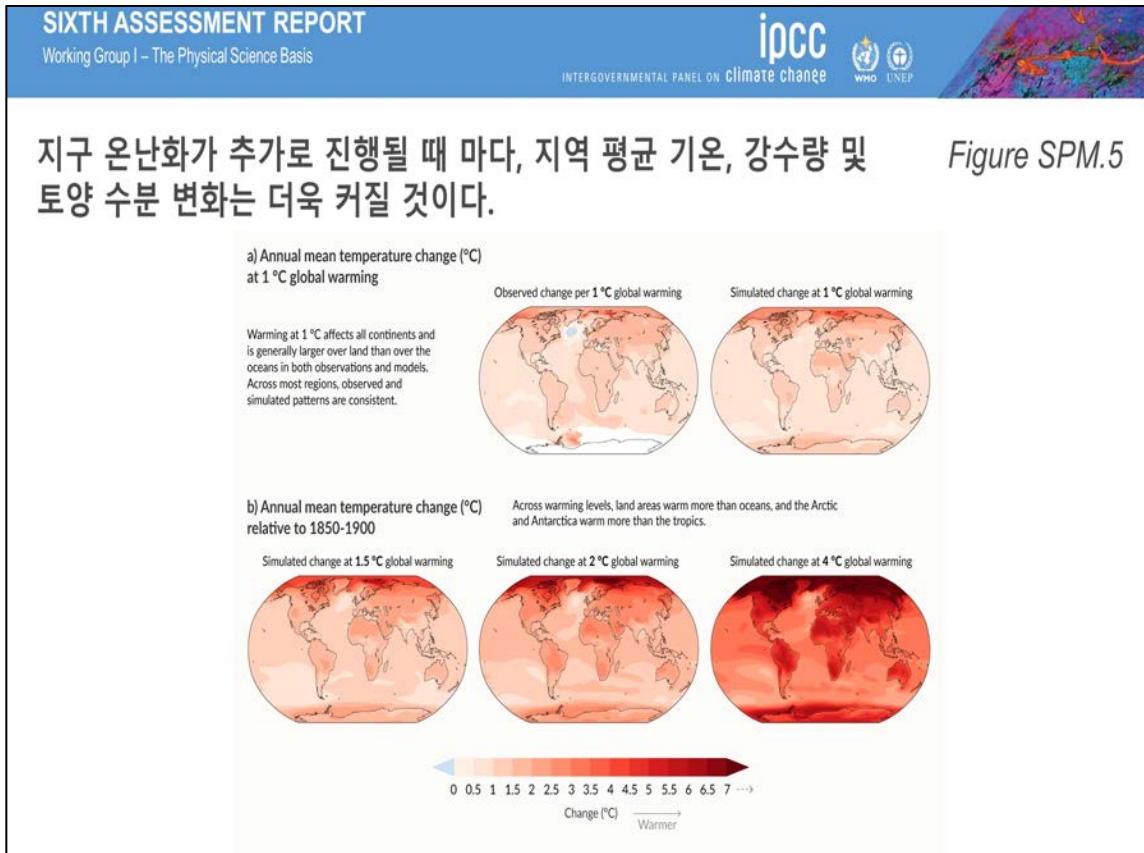 SIXTH ASSESSMENT REPORT
Working Group I – The Physical Science Basis
ipcc
INTERGOVERNMENTAL PANEL ON climate change
WMO UNEP
지구 온난화가 추가로 진행될 때 마다, 지역 평균 기온, 강수량 및
토양 수분 변화는 더욱 커질 것이다.
Figure SPM.5
a) Annual mean temperature change (°C)
at 1 °C global warming
Warming at 1 °C affects all continents and
is generally larger over land than over the
oceans in both observations and models.
Across most regions, observed and
simulated patterns are consistent.
Observed change per 1 °C global warming
Simulated change at 1 °C global warming
b) Annual mean temperature change (°C)
relative to 1850-1900
Across warming levels, land areas warm more than oceans, and the Arctic
and Antarctica warm more than the tropics.
Simulated change at 1.5 °C global warming
Simulated change at 2 °C global warming
Simulated change at 4 °C global warming
0 0.5 1 1.5 2 2.5 3 3.5 4 4.5 5 5.5 6 6.5 7
Change (°C)
Warmer